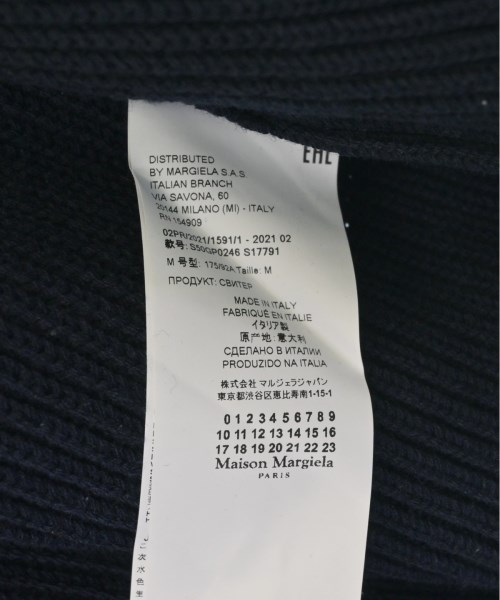 EAC
DISTRIBUTED
BY MARGIELA S.A.S
ITALIAN BRANCH
VIA SAVONA, 60
20144 MILANO (MI) - ITALY
RN 154909
02PR/2021/1591/1 - 2021 02
款号: S50GP0246 S17791
M 号型: 175/92A Taille: M
ПРОДУКТ: СВИТЕР
MADE IN ITALY
FABRIQUÉ EN ITALIE
イタリア製
原产地: 意大利
СДЕЛАНО В ИТАЛИИ
PRODUZIDO NA ITALIA
株式会社 マルジェラジャパン
東京都渋谷区恵比寿南1-15-1
0 1 2 3 4 5 6 7 8 9
10 11 12 13 14 15 16
17 18 19 20 21 22 23
Maison Margiela
PARIS